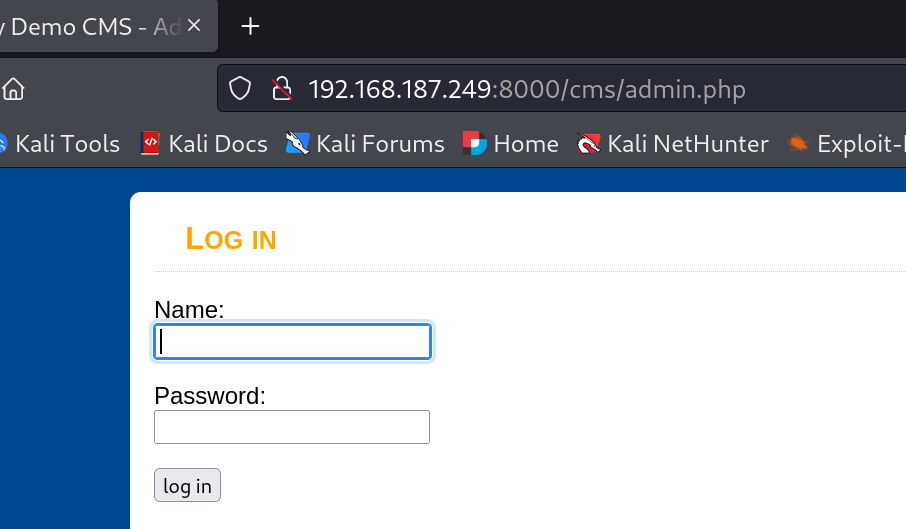 y Demo CMS - Ad
192.168.187.249:8000/cms/admin.php
Kali Tools Kali Docs Kali Forums Home Kali NetHunter Exploit-
LOG IN
Name:
Password:
log in